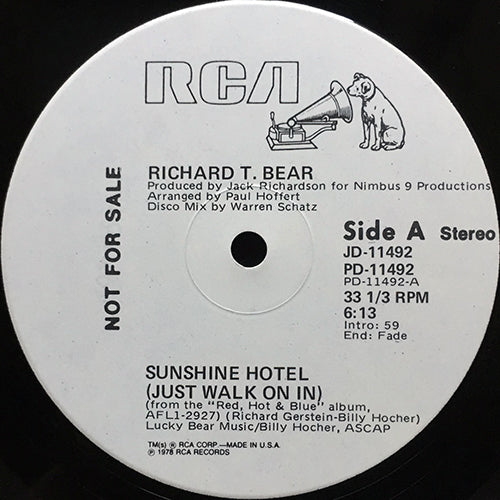 RCA
NOT FOR SALE
RICHARD T. BEAR
Produced by Jack Richardson for Nimbus 9 Productions
Arranged by Paul Hoffert
Disco Mix by Warren Schatz
Side A Stereo
JD-11492
PD-11492
PD-11492-A
33 1/3 RPM
6:13
Intro: 59
End: Fade
SUNSHINE HOTEL
(JUST WALK ON IN)
(from the "Red, Hot & Blue" album,
AFL1-2927) (Richard Gerstein-Billy Hocher)
Lucky Bear Music/Billy Hocher, ASCAP
TM(s) ® RCA CORP.—MADE IN U.S.A.
℗ 1978 RCA RECORDS